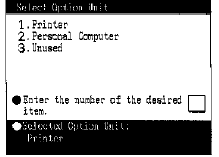 Select Option Unit
1. Printer
2. Personal Computer
3. Unused
●Enter the number of the desired
item.
●Selected Option Unit:
Printer